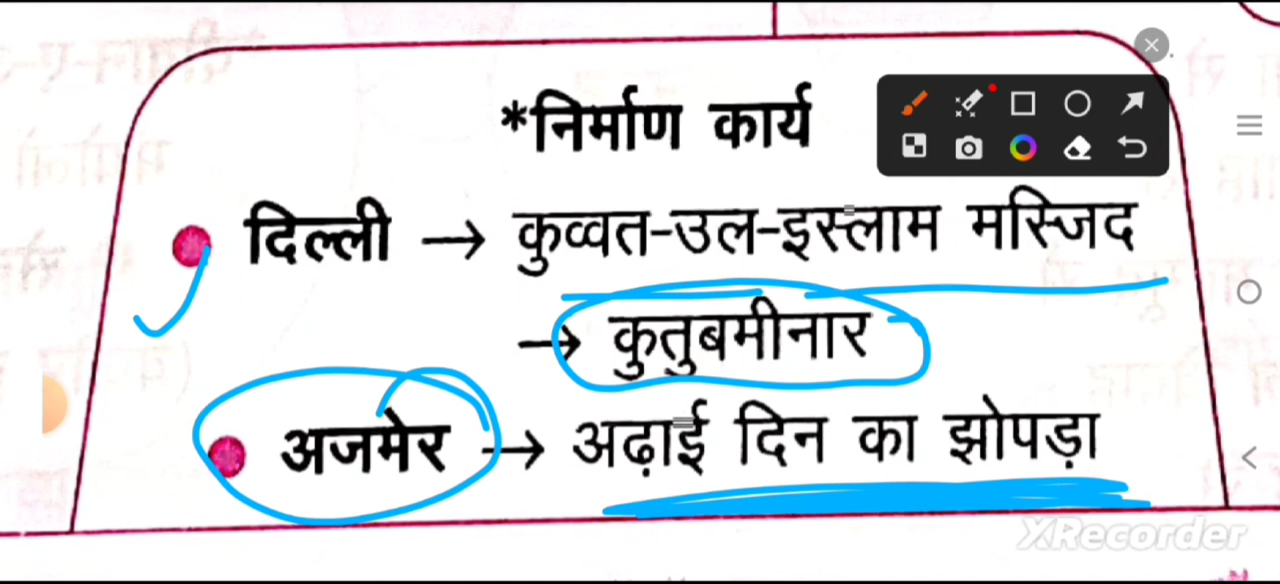 *निर्माण कार्य
दिल्ली → कुव्वत-उल-इस्लाम मस्जिद
→ कुतुबमीनार
अजमेर → अढ़ाई दिन का झोपड़ा
XRecorder